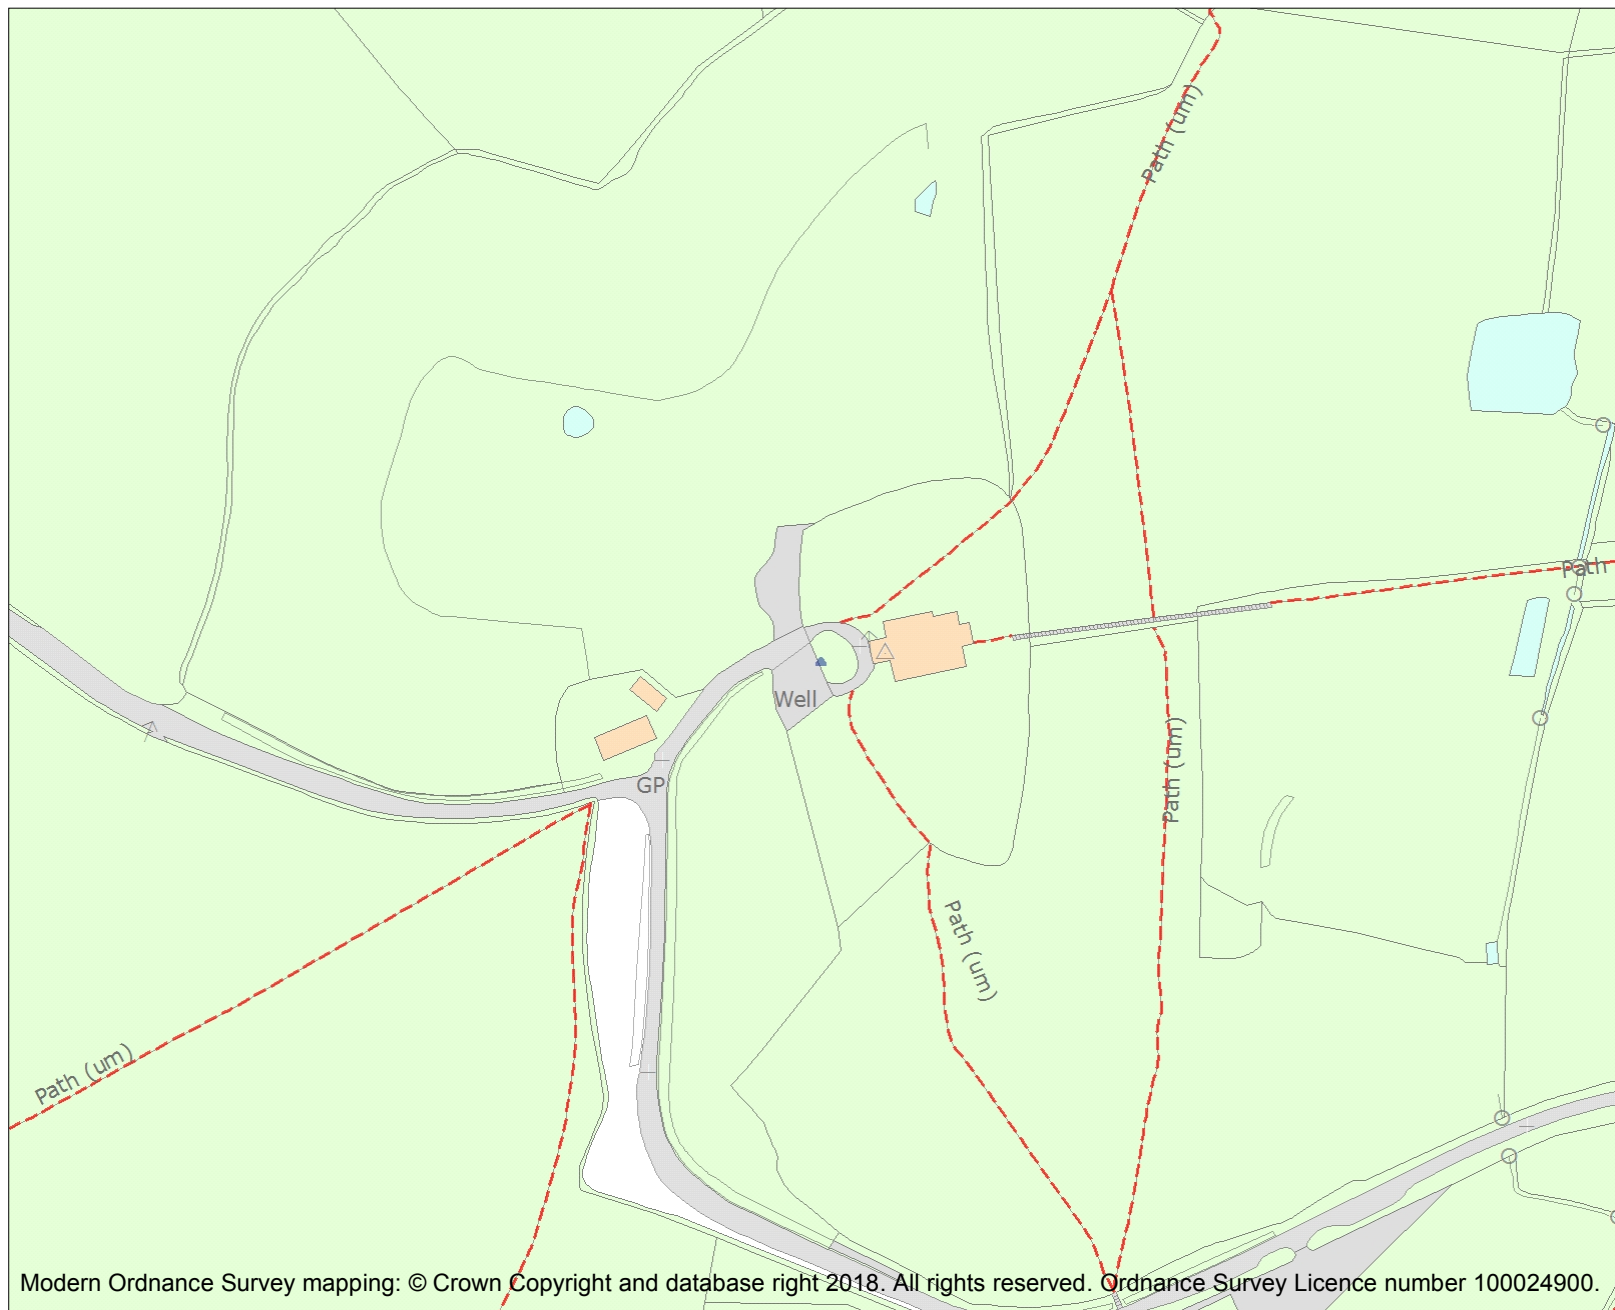 Path (um)
Path
Well
Path (um)
GP
Path (um)
Path (um)
Modern Ordnance Survey mapping: © Crown Copyright and database right 2018. All rights reserved. Ordnance Survey Licence number 100024900.